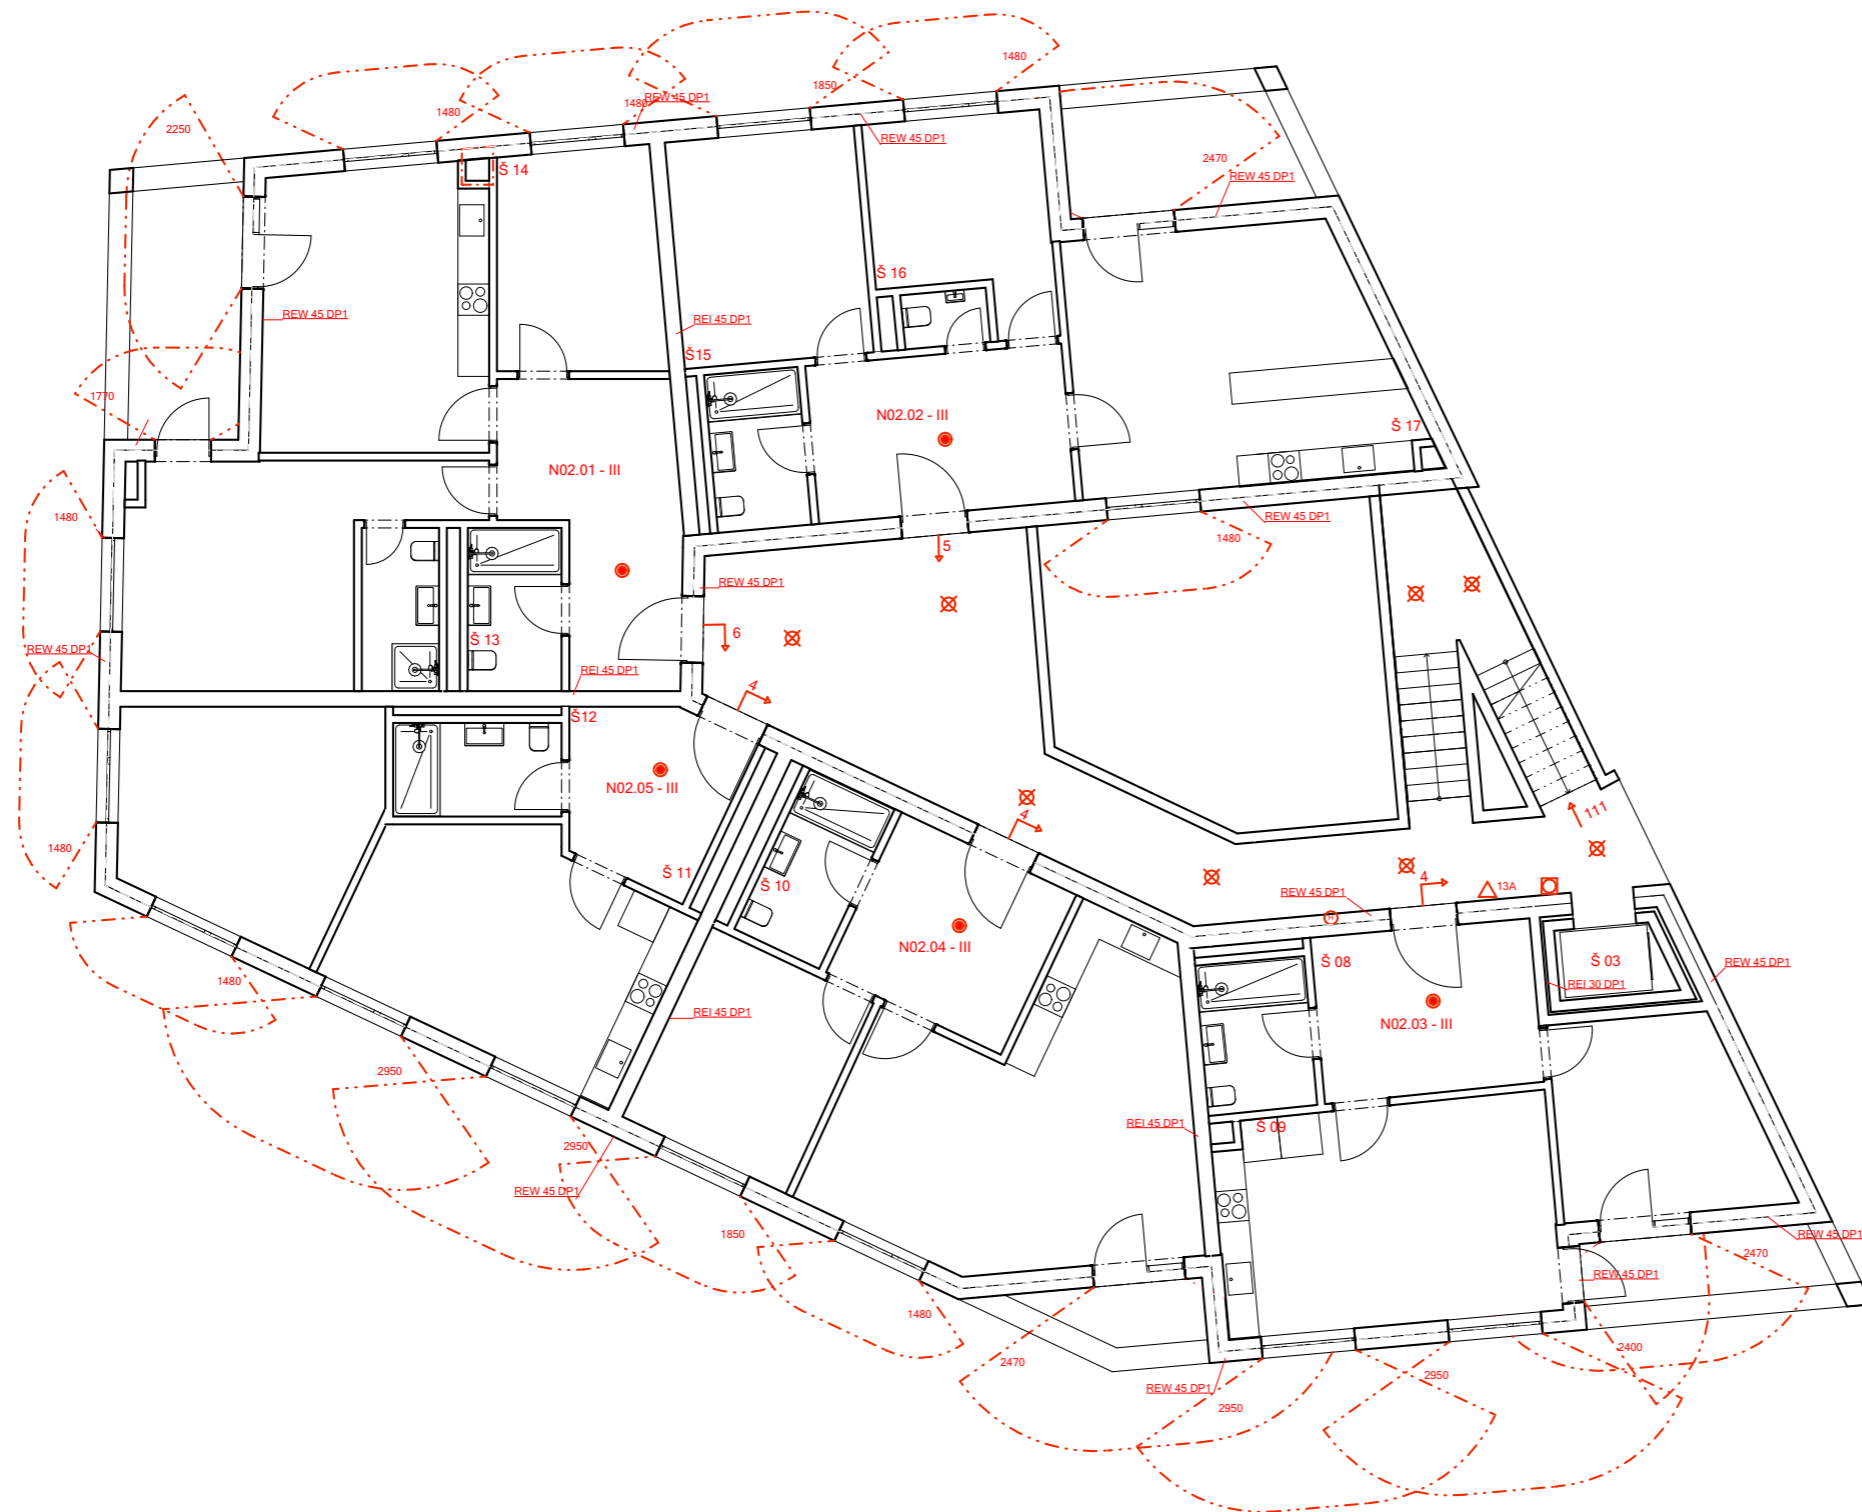 1480
1850
1480
1480
1480
REW 45 DP1
2250
REW 45 DP1
2470
REW 45 DP1
Š 14
Š 16
REW 45 DP1
REI 45 DP1
Š15
1770
N02.02 - III
Š 17
N02.01 - III
1480
REW 45 DP1
1480
5
REW 45 DP1
6
Š 13
REW 45 DP1
REI 45 DP1
4
Š12
N02.05 - III
4
111
1480
Š 11
Š 10
4
13A
REW 45 DP1
H
N02.04 - III
Š 08
Š 03
REW 45 DP1
1480
REI 30 DP1
REI 45 DP1
N02.03 - III
2950
REI 45 DP1
Š 09
2950
REW 45 DP1
1850
REW 45 DP1
2470
REW 45 DP1
1480
2400
2470
2950
REW 45 DP1
2950